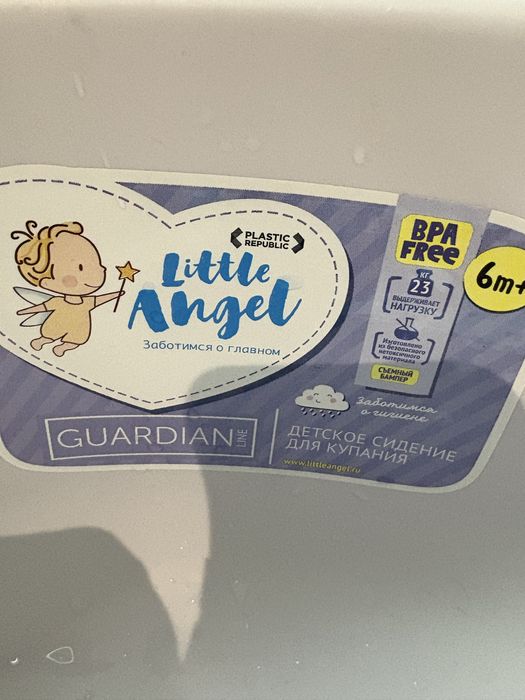 PLASTIC
REPUBLIC
Little
Angel
Заботимся о главном
GUARDIAN
LINE
BPA
FREE
6m+
КГ
23
ВЫДЕРЖИВАЕТ
НАГРУЗКУ
Изготовлено
из безопасного
нетоксичного
материала
СЪЕМНЫЙ
БАМПЕР
Заботимся
о гигиене
ДЕТСКОЕ СИДЕНИЕ
ДЛЯ КУПАНИЯ
www.littleangel.ru